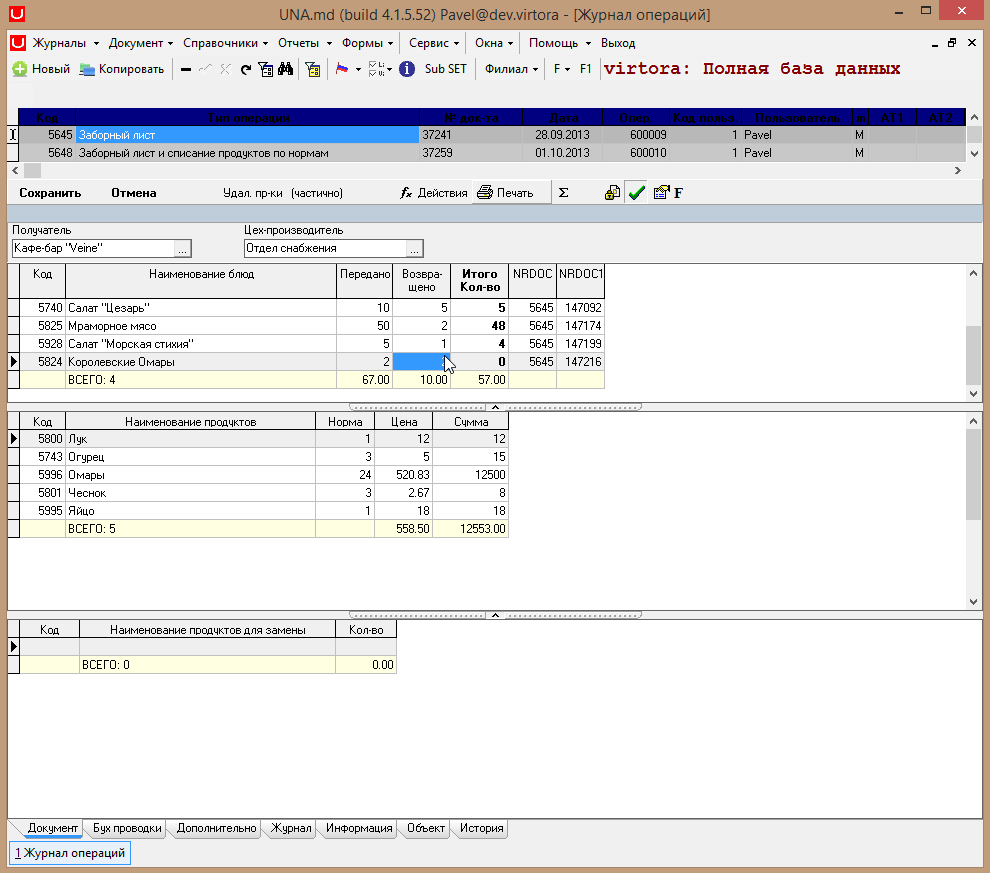 UNA.md (build 4.1.5.52) Pavel@dev.virtora - [Журнал операций]
Журналы Документ Справочники Отчеты Формы Сервис Окна Помощь Выход
Новый Копировать Sub SET Филиал F F1 virtora: Полная база данных
Код Тип операции № док-та Дата Опер. Код польз. Пользователь m A11 A12
5645 Заборный лист 37241 28.09.2013 600009 1 Pavel M
5648 Заборный лист и списание продуктов по нормам 37259 01.10.2013 600010 1 Pavel M
Сохранить Отмена Удал. пр-ки (частично) fx Действия Печать Σ F
Получатель Цех-производитель
Кафе-бар "Veine" ... Отдел снабжения ...
Код Наименование блюд Передано Возвра-щено Итого Кол-во NRDOC NRDOC1
5740 Салат "Цезарь" 10 5 5 5645 147092
5825 Мраморное мясо 50 2 48 5645 147174
5928 Салат "Морская стихия" 5 1 4 5645 147199
5824 Королевские Омары 2 0 5645 147216
ВСЕГО: 4 67.00 10.00 57.00
Код Наименование продуктов Норма Цена Сумма
5800 Лук 1 12 12
5743 Огурец 3 5 15
5996 Омары 24 520.83 12500
5801 Чеснок 3 2.67 8
5995 Яйцо 1 18 18
ВСЕГО: 5 558.50 12553.00
Код Наименование продуктов для замены Кол-во
ВСЕГО: 0 0.00
Документ Бух проводки Дополнительно Журнал Информация Объект История
1 Журнал операций